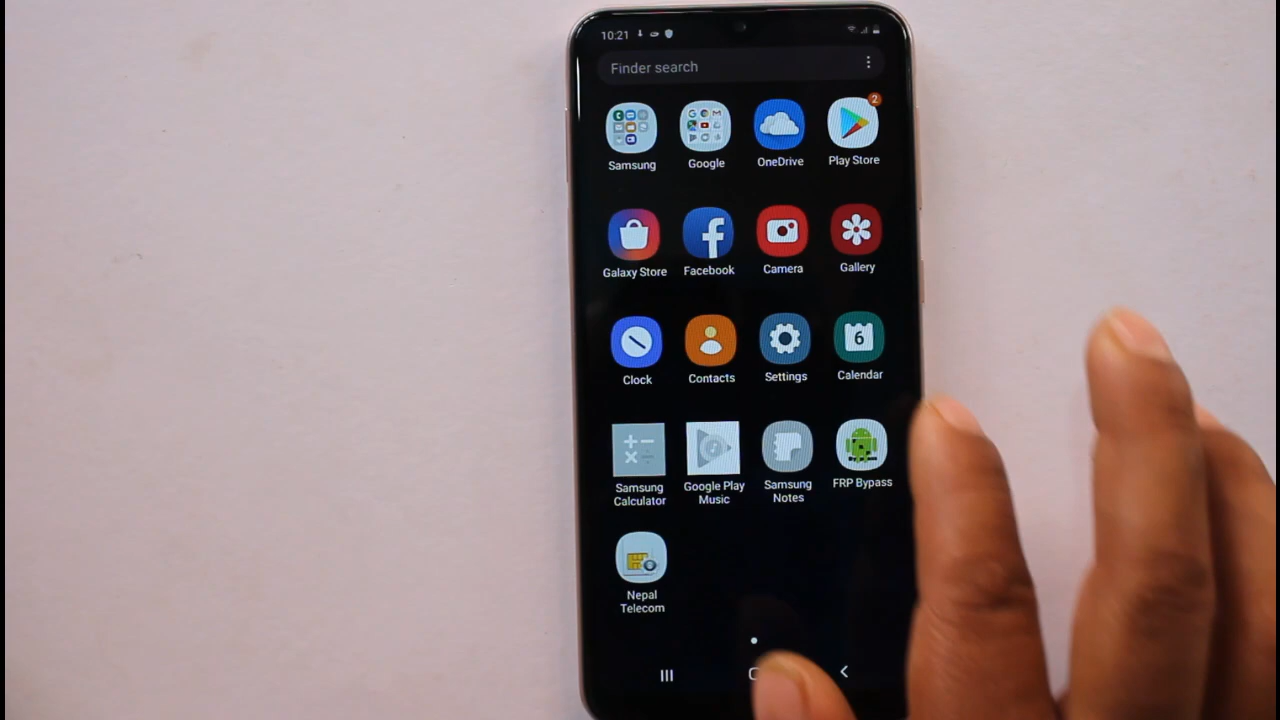 10:21
Finder search
2
Samsung Google OneDrive Play Store
Galaxy Store Facebook Camera Gallery
6
Clock Contacts Settings Calendar
Samsung Calculator
Google Play Music
Samsung Notes
FRP Bypass
Nepal
Telecom